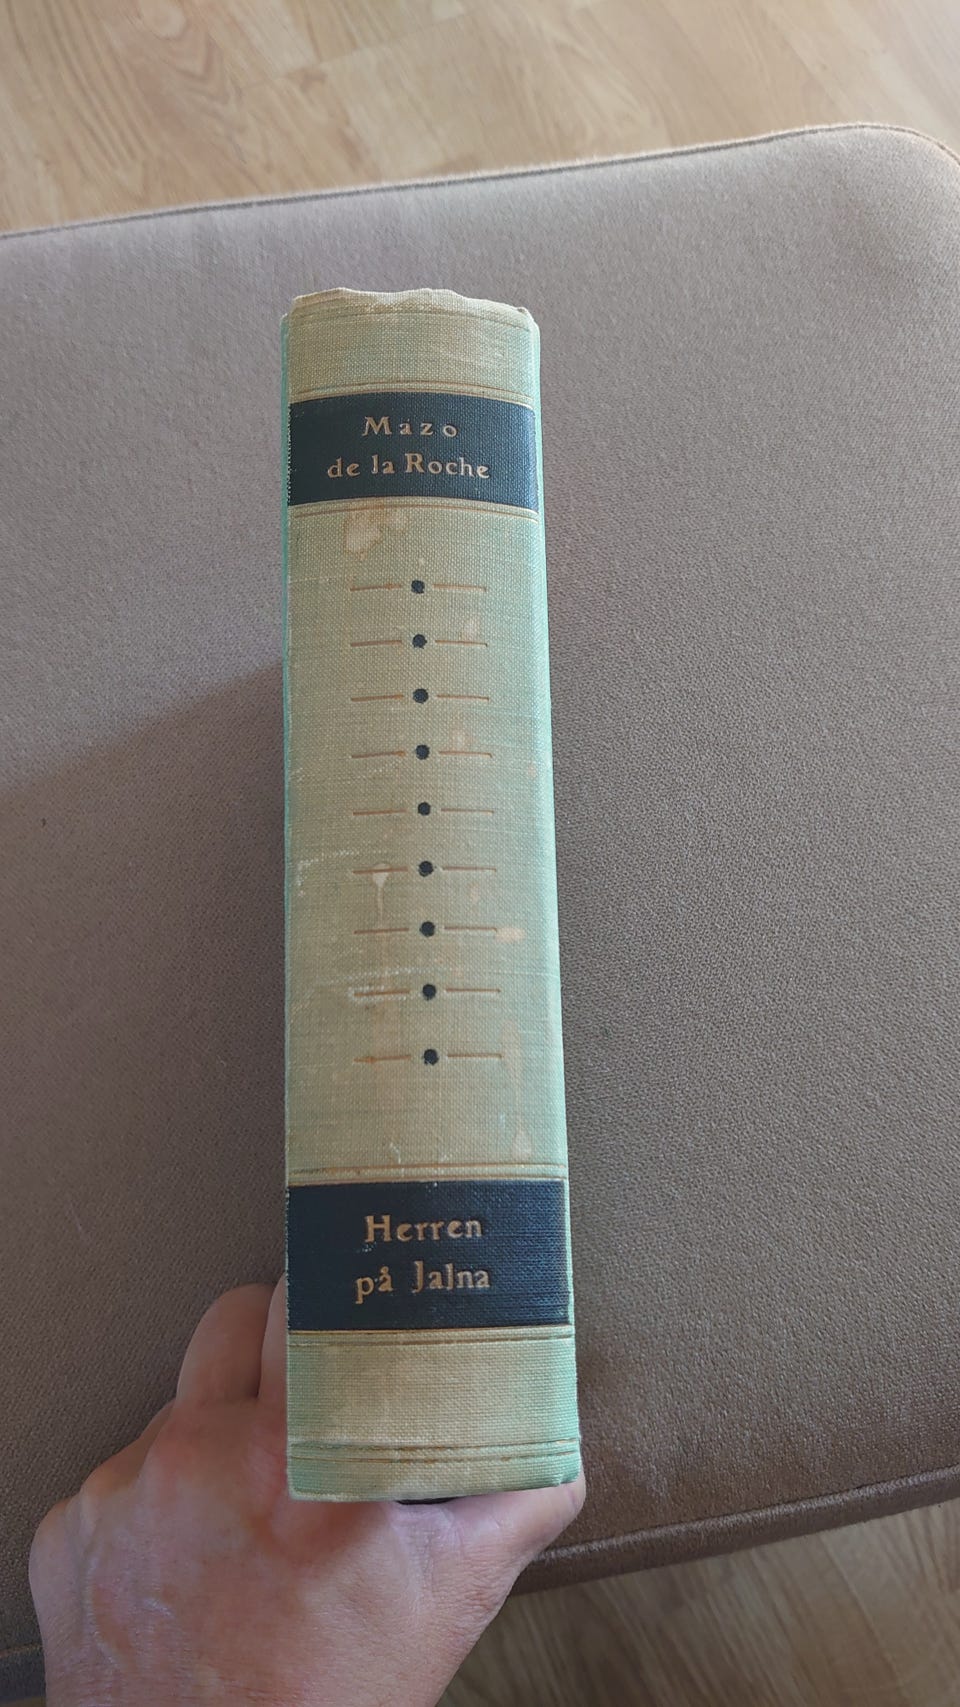 Mazo
de la Roche
Herren
på Jalna